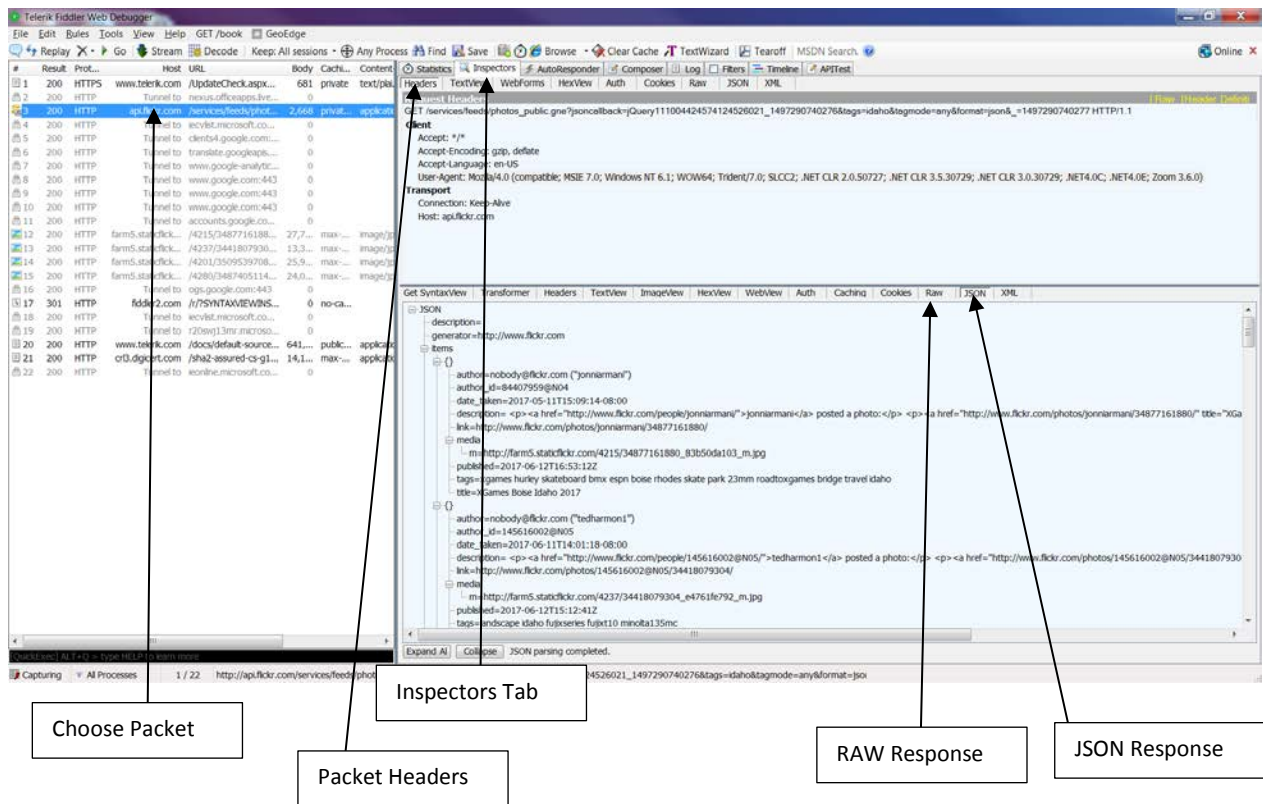 Telerik Fiddler Web Debugger
File Edit Rules Tools View Help GET /book GeoEdge
Replay Go Stream Decode Keep: All sessions Any Process Find Save Browse Clear Cache TextWizard Tearoff MSDN Search... Online
# Result Prot... Host URL Body Cachi... Content
1 200 HTTPS www.telerik.com /UpdateCheck.aspx... 681 private text/plai
2 200 HTTP Tunnel to nexus.officeapps.live... 0
3 api.flickr.com /services/feeds/phot... 2,668 privat... applicati
4 200 HTTP Tunnel to iecvlist.microsoft.co... 0
5 200 HTTP Tunnel to clients4.google.com:... 0
6 200 HTTP Tunnel to translate.googleapis.... 0
7 200 HTTP Tunnel to www.google-analytic... 0
8 200 HTTP Tunnel to www.google.com:443 0
9 200 HTTP Tunnel to www.google.com:443 0
10 200 HTTP Tunnel to www.google.com:443 0
11 200 HTTP Tunnel to accounts.google.co... 0
12 200 HTTP farm5.staticflick... /4215/3487716188... 27,7... max-... image/jp
13 200 HTTP farm5.staticflick... /4237/3441807930... 13,3... max-... image/jp
14 200 HTTP farm5.staticflick... /4201/3509539708... 25,9... max-... image/jp
15 200 HTTP farm5.staticflick... /4280/3487405114... 24,0... max-... image/jp
16 200 HTTP Tunnel to ogs.google.com:443 0
17 301 HTTP fiddler2.com /r/?SYNTAXVIEWINS... 0 no-ca...
18 200 HTTP Tunnel to iecvlist.microsoft.co... 0
19 200 HTTP Tunnel to r20swj13mr.microso... 0
20 200 HTTP www.telerik.com /docs/default-source... 641,... public... applicati
21 200 HTTP crl3.digicert.com /sha2-assured-cs-g1... 14,1... max-... applicati
22 200 HTTP Tunnel to ieonline.microsoft.co... 0
[QuickExec] ALT+Q > type HELP to learn more
Statistics Inspectors AutoResponder Composer Log Filters Timeline APITest
Headers TextView WebForms HexView Auth Cookies Raw JSON XML
Request Headers [Raw] [Header Definiti
GET /services/feeds/photos_public.gne?jsoncallback=jQuery111004424574124526021_1497290740276&tags=idaho&tagmode=any&format=json&_=1497290740277 HTTP/1.1
Client
Accept: */*
Accept-Encoding: gzip, deflate
Accept-Language: en-US
User-Agent: Mozilla/4.0 (compatible; MSIE 7.0; Windows NT 6.1; WOW64; Trident/7.0; SLCC2; .NET CLR 2.0.50727; .NET CLR 3.5.30729; .NET CLR 3.0.30729; .NET4.0C; .NET4.0E; Zoom 3.6.0)
Transport
Connection: Keep-Alive
Host: api.flickr.com
Get SyntaxView Transformer Headers TextView ImageView HexView WebView Auth Caching Cookies Raw JSON XML
JSON
description=
generator=http://www.flickr.com
items
{}
author=nobody@flickr.com ("jonniarmani")
author_id=84407959@N04
date_taken=2017-05-11T15:09:14-08:00
description= <p><a href="http://www.flickr.com/people/jonniarmani/">jonniarmani</a> posted a photo:</p> <p><a href="http://www.flickr.com/photos/jonniarmani/34877161880/" title="XGa
link=http://www.flickr.com/photos/jonniarmani/34877161880/
media
m=http://farm5.staticflickr.com/4215/34877161880_83b50da103_m.jpg
published=2017-06-12T16:53:12Z
tags=xgames hurley skateboard bmx espn boise rhodes skate park 23mm roadtoxgames bridge travel idaho
title=XGames Boise Idaho 2017
{}
author=nobody@flickr.com ("tedharmon1")
author_id=145616002@N05
date_taken=2017-06-11T14:01:18-08:00
description= <p><a href="http://www.flickr.com/people/145616002@N05/">tedharmon1</a> posted a photo:</p> <p><a href="http://www.flickr.com/photos/145616002@N05/3441807930
link=http://www.flickr.com/photos/145616002@N05/34418079304/
media
m=http://farm5.staticflickr.com/4237/34418079304_e4761fe792_m.jpg
published=2017-06-12T15:12:41Z
tags=landscape idaho fujixseries fujixt10 minolta135mc
Expand All Collapse JSON parsing completed.
Capturing All Processes 1 / 22 http://api.flickr.com/services/feeds/phot 24526021_1497290740276&tags=idaho&tagmode=any&format=jsoi
Inspectors Tab
Choose Packet
RAW Response
JSON Response
Packet Headers